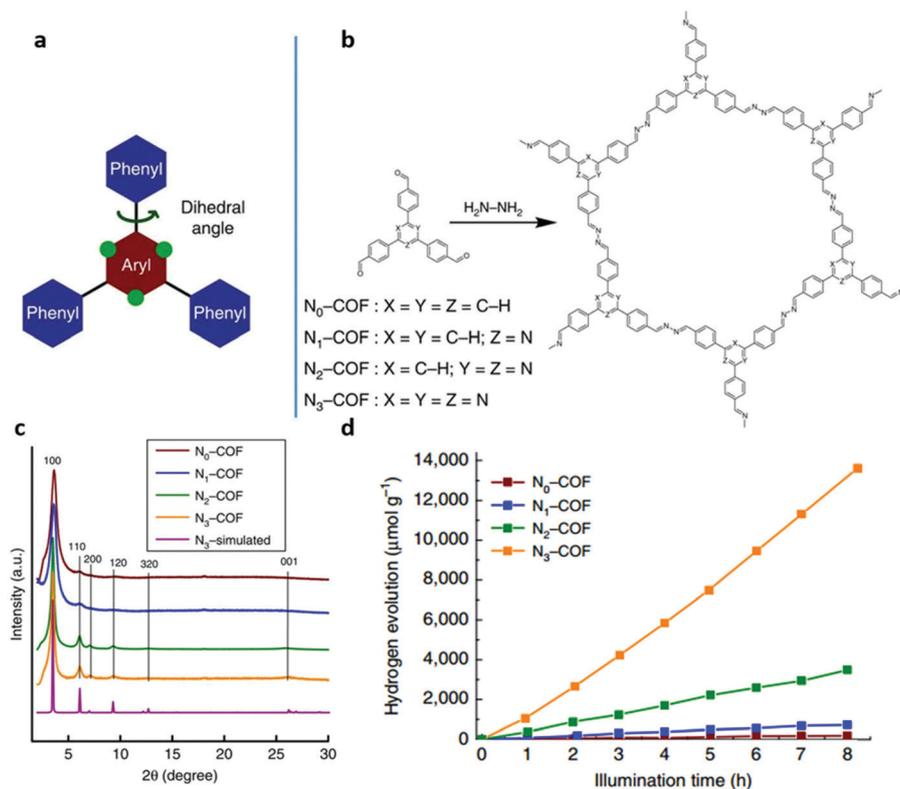 a
Phenyl
Dihedral
angle
Aryl
Phenyl
Phenyl
b
H₂N–NH₂
N₀–COF : X = Y = Z = C–H
N₁–COF : X = Y = C–H; Z = N
N₂–COF : X = C–H; Y = Z = N
N₃–COF : X = Y = Z = N
c
N₀–COF
N₁–COF
N₂–COF
N₃–COF
N₃–simulated
100
110
200
120
320
001
Intensity (a.u.)
5 10 15 20 25 30
2θ (degree)
d
14,000
12,000
10,000
8,000
6,000
4,000
2,000
0
N₀–COF
N₁–COF
N₂–COF
N₃–COF
Hydrogen evolution (μmol g⁻¹)
0 1 2 3 4 5 6 7 8
Illumination time (h)